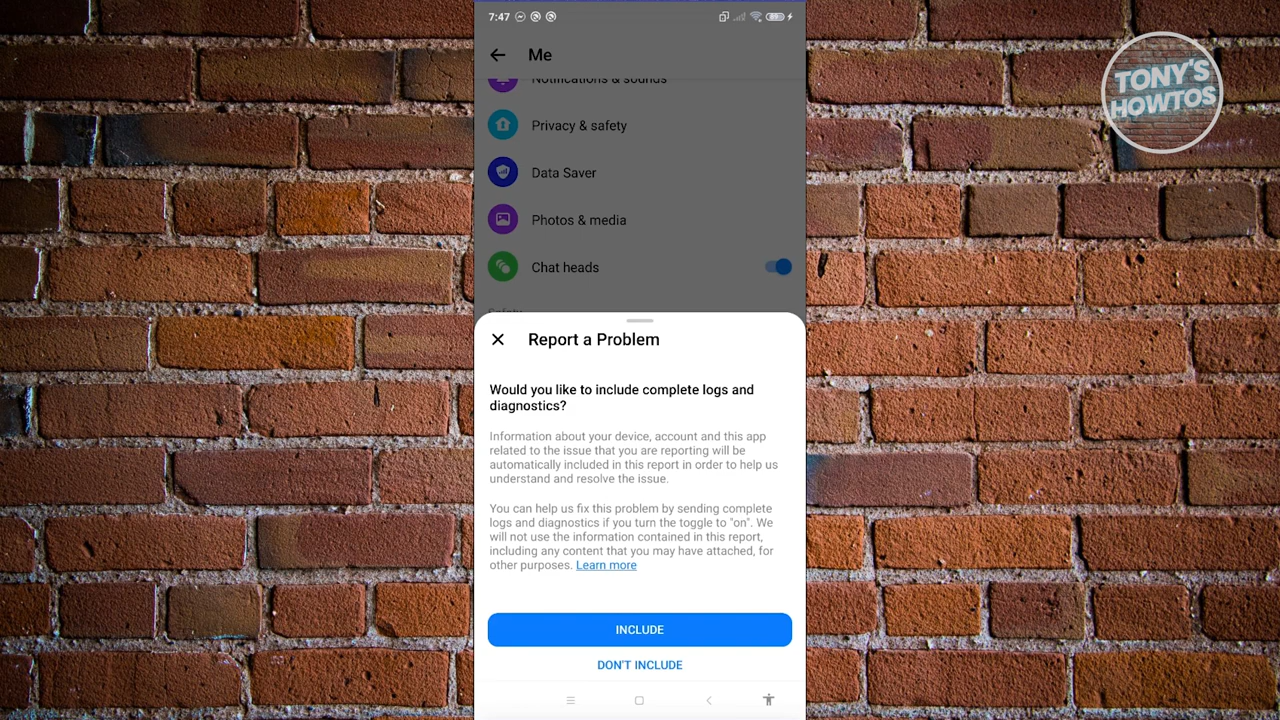 7:47
Me
Notifications & sounds
Privacy & safety
Data Saver
Photos & media
Chat heads
Safety
Report a Problem
Would you like to include complete logs and
diagnostics?
Information about your device, account and this app
related to the issue that you are reporting will be
automatically included in this report in order to help us
understand and resolve the issue.
You can help us fix this problem by sending complete
logs and diagnostics if you turn the toggle to "on". We
will not use the information contained in this report,
including any content that you may have attached, for
other purposes. Learn more
INCLUDE
DON'T INCLUDE
TONY'S
HOWTOS